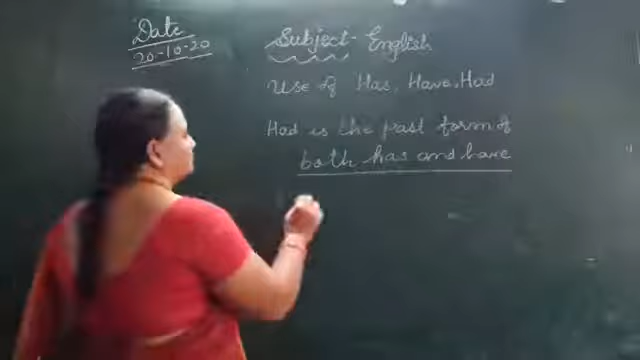 Date
20-10-20
Subject - English
Use of Has, Have, Had
Had is the past form of
both has and have